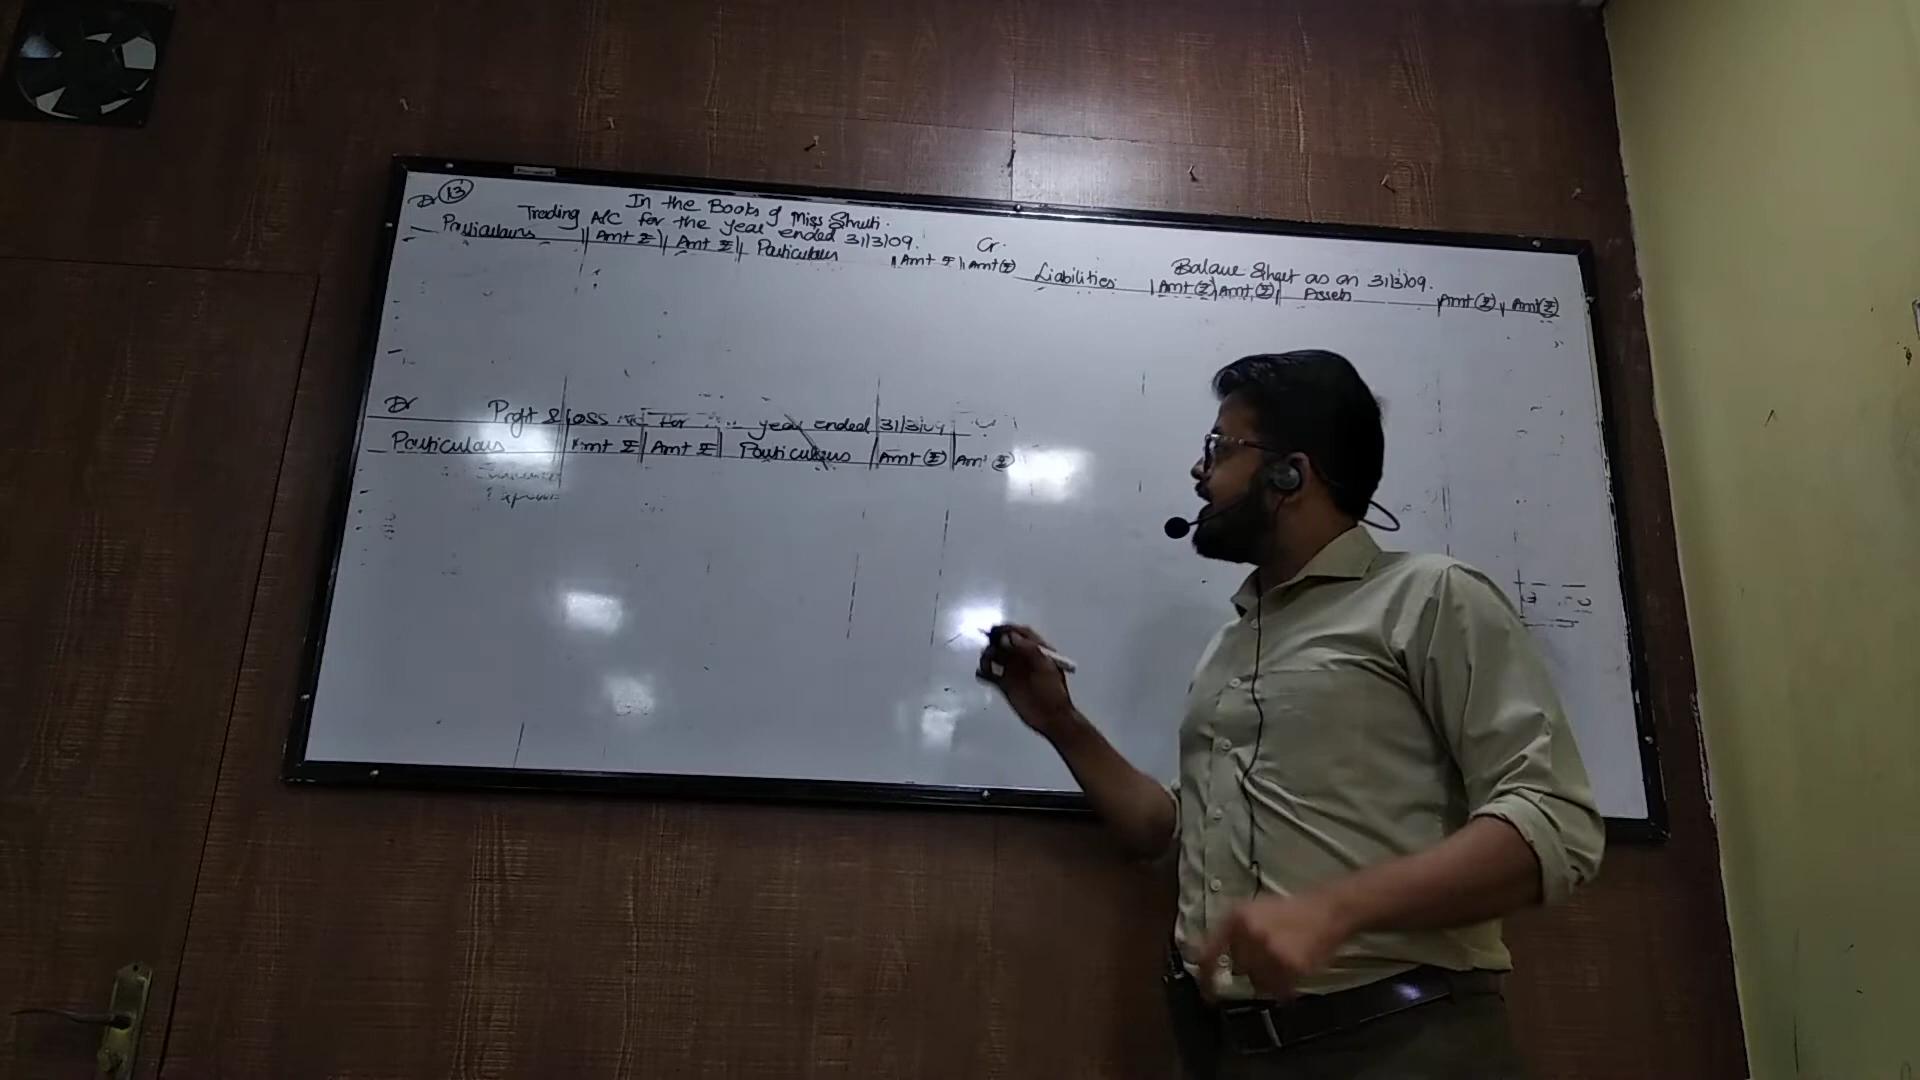 Dr (13) In the Books of Miss Shruti.
Trading A/C for the year ended 31/3/09. Cr.
Particulars Amt ₹ Amt ₹ Particulars Amt ₹ Amt (₹)
Balance Sheet as on 31/3/09.
Liabilities Amt (₹) Amt (₹) Assets Amt (₹) Amt (₹)
Dr Profit & Loss for year ended 31/3/09
Particulars Amt ₹ Amt ₹ Particulars Amt (₹) Amt (₹)